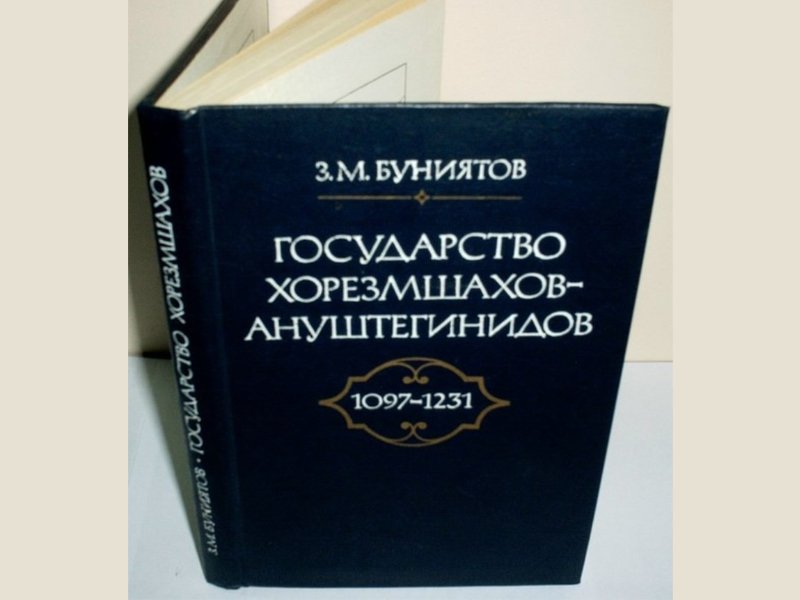 З.М. БУНИЯТОВ
ГОСУДАРСТВО
ХОРЕЗМШАХОВ-
АНУШТЕГИНИДОВ
1097-1231
З.М. БУНИЯТОВ • ГОСУДАРСТВО ХОРЕЗМШАХОВ